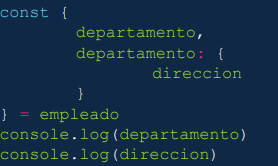 const {
departamento,
departamento: {
direccion
}
} = empleado
console.log(departamento)
console.log(direccion)